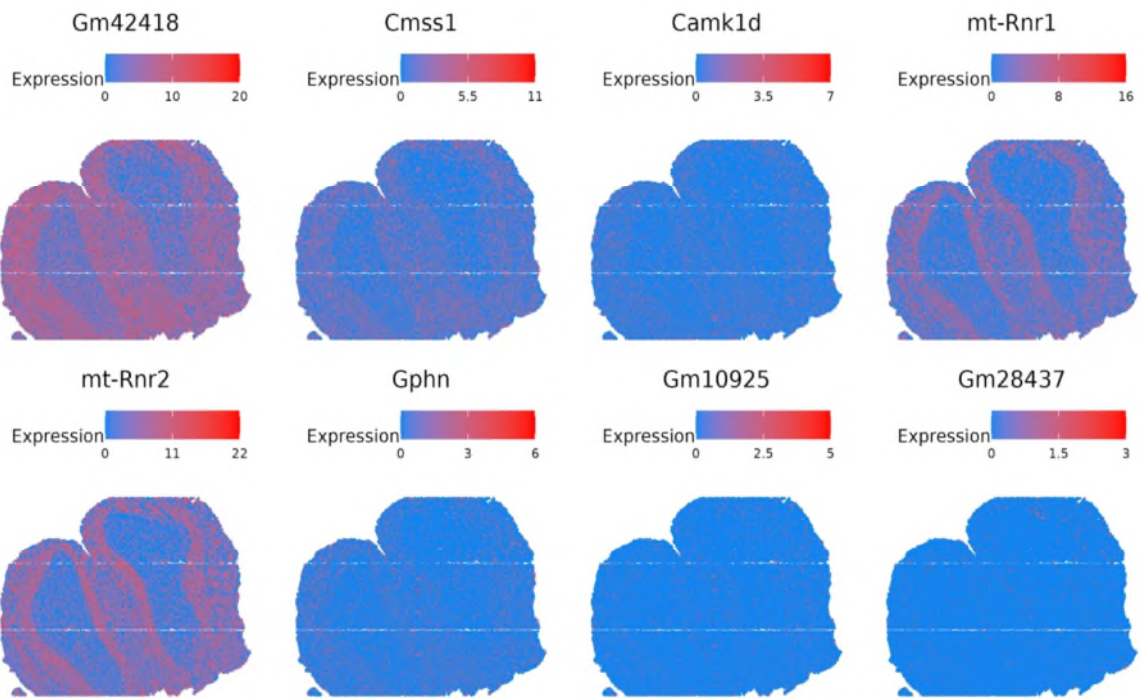 Gm42418 Cmss1 Camk1d mt-Rnr1
Expression Expression Expression Expression
0 10 20 0 5.5 11 0 3.5 7 0 8 16
mt-Rnr2 Gphn Gm10925 Gm28437
Expression Expression Expression Expression
0 11 22 0 3 6 0 2.5 5 0 1.5 3